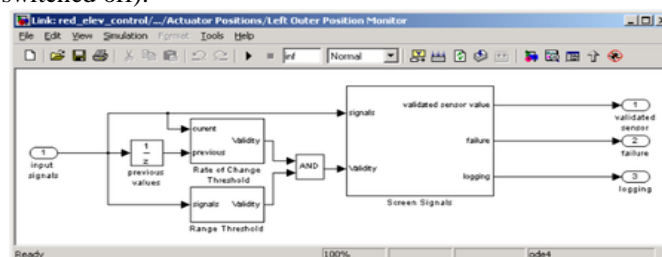 switched off).
Link: red_elev_control/.../Actuator Positions/Left Outer Position Monitor
File Edit View Simulation Format Tools Help
inf Normal
1
input
signals
1
z
previous
values
curent
previous
Validity
Rate of Change
Threshold
signals Validity
Range Threshold
AND
signals
Validity
validated sensor value
failure
logging
Screen Signals
1
validated
sensor
2
failure
3
logging
Ready 100% ode4